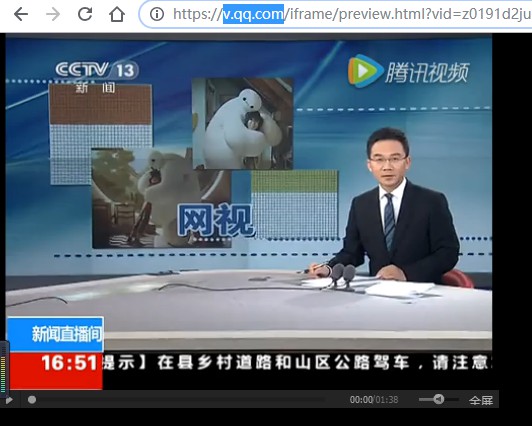 https://v.qq.com/iframe/preview.html?vid=z0191d2ju
CCTV 13
新闻
腾讯视频
网视
新闻直播间
16:51
提示】在县乡村道路和山区公路驾车，请注意
00:00/01:38
全屏